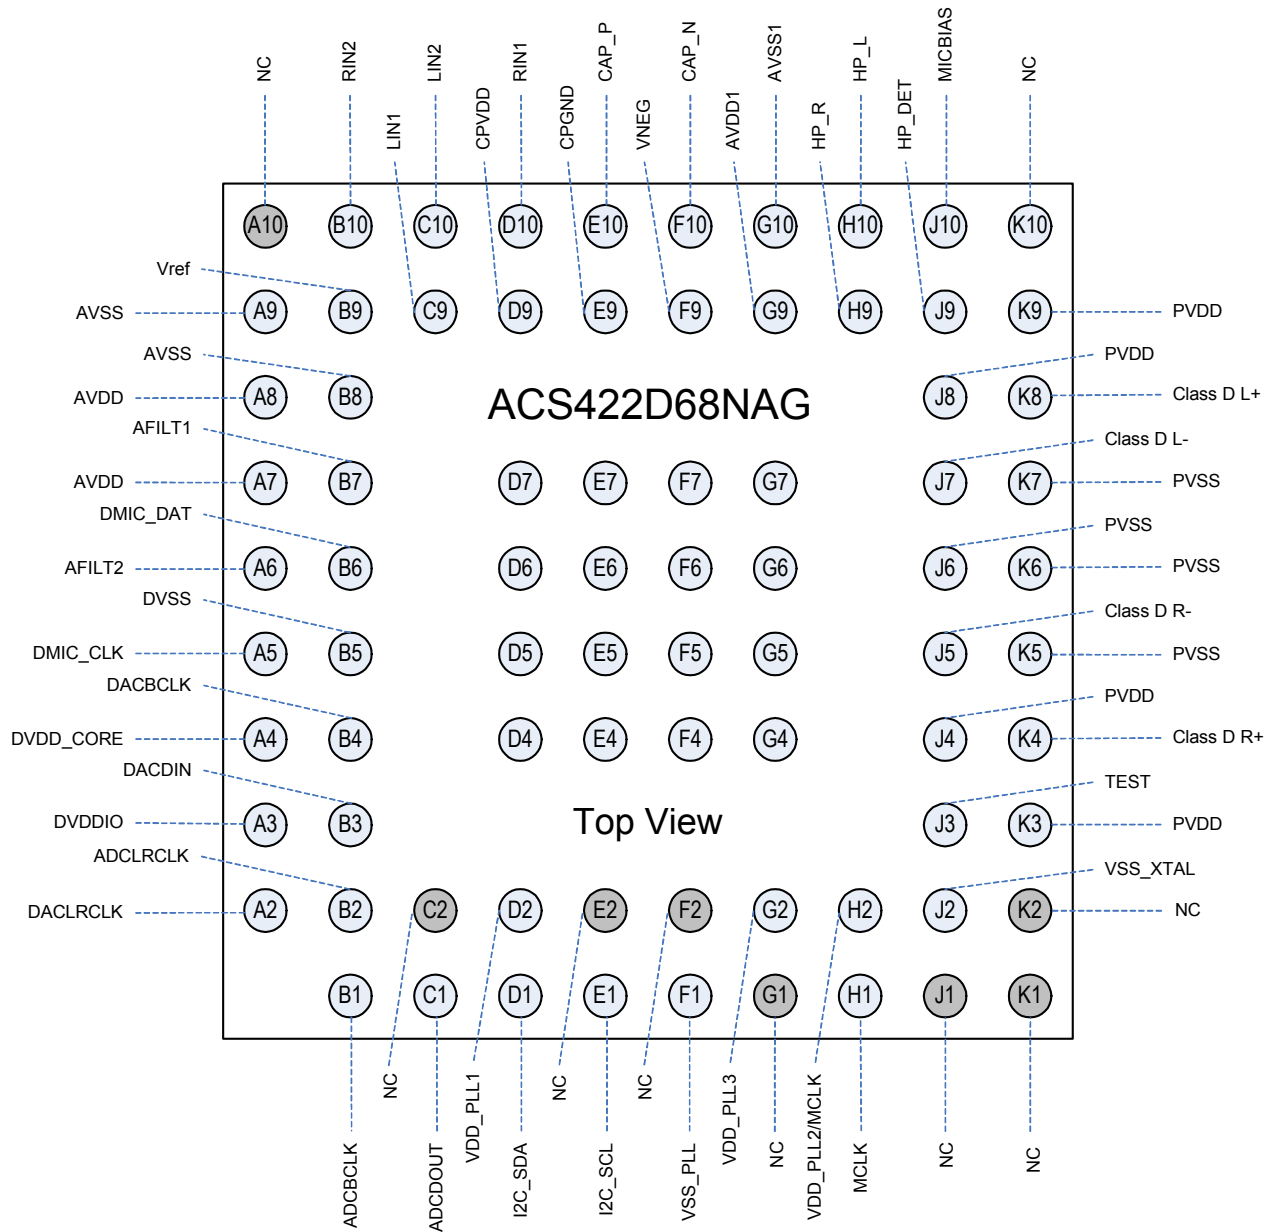 NC
RIN2
LIN2
RIN1
CAP_P
CAP_N
AVSS1
HP_L
MICBIAS
NC
LIN1
CPVDD
CPGND
VNEG
AVDD1
HP_R
HP_DET
A10 B10 C10 D10 E10 F10 G10 H10 J10 K10
Vref
AVSS
A9 B9 C9 D9 E9 F9 G9 H9 J9 K9
PVDD
AVSS
PVDD
AVDD
A8 B8
ACS422D68NAG
J8 K8
Class D L+
AFILT1
Class D L-
AVDD
A7 B7 D7 E7 F7 G7 J7 K7
PVSS
DMIC_DAT
PVSS
AFILT2
A6 B6 D6 E6 F6 G6 J6 K6
PVSS
DVSS
Class D R-
DMIC_CLK
A5 B5 D5 E5 F5 G5 J5 K5
PVSS
DACBCLK
PVDD
DVDD_CORE
A4 B4 D4 E4 F4 G4 J4 K4
Class D R+
DACDIN
TEST
DVDDIO
A3 B3
Top View
J3 K3
PVDD
ADCLRCLK
VSS_XTAL
DACLRCLK
A2 B2 C2 D2 E2 F2 G2 H2 J2 K2
NC
B1 C1 D1 E1 F1 G1 H1 J1 K1
NC
VDD_PLL1
NC
NC
VDD_PLL3
VDD_PLL2/MCLK
ADCBCLK
ADCDOUT
I2C_SDA
I2C_SCL
VSS_PLL
NC
MCLK
NC
NC